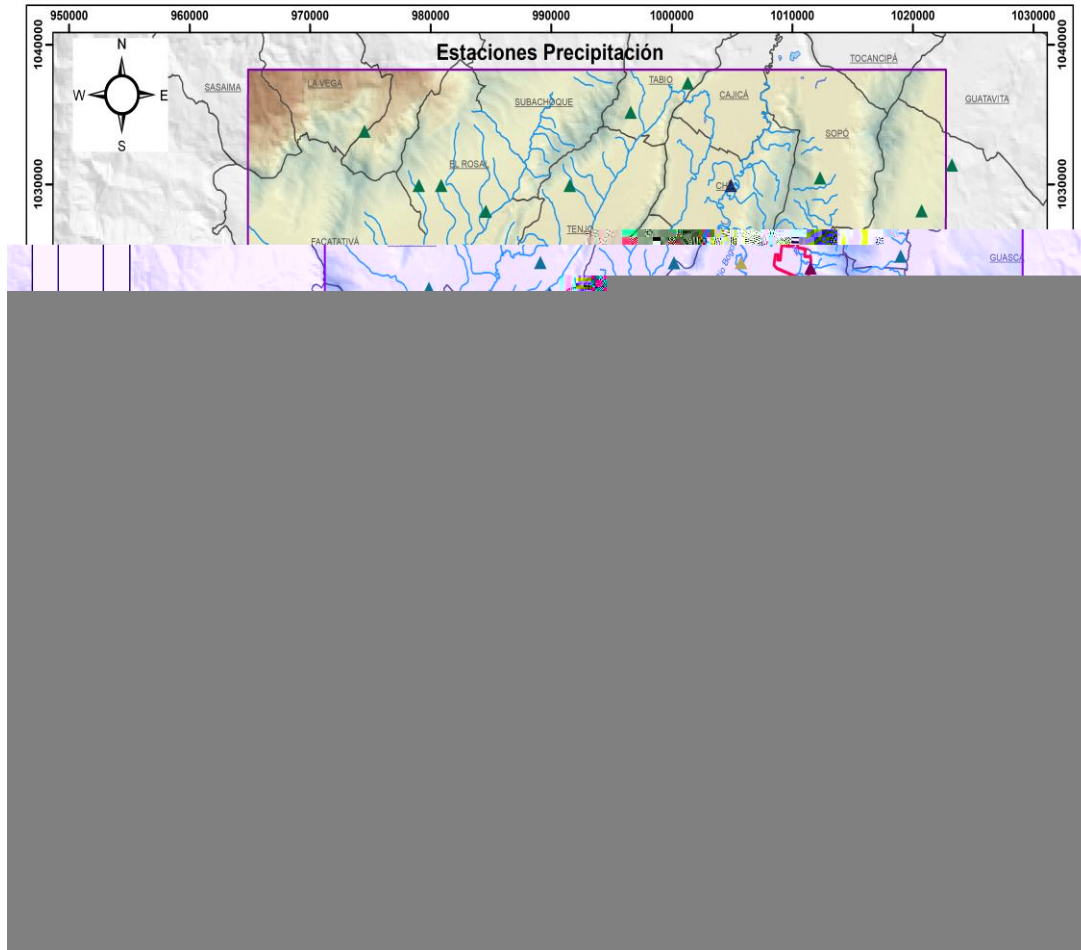 950000 960000 970000 980000 990000 1000000 1010000 1020000 1030000
1040000 1040000
Estaciones Precipitación
N
W E
S
SASAIMA
LA VEGA
SUBACHOQUE
TABIO
CAJICÁ
TOCANCIPÁ
GUATAVITA
SOPÓ
EL ROSAL
1030000 1030000
TENJO
FACATATIVÁ
GUASCA